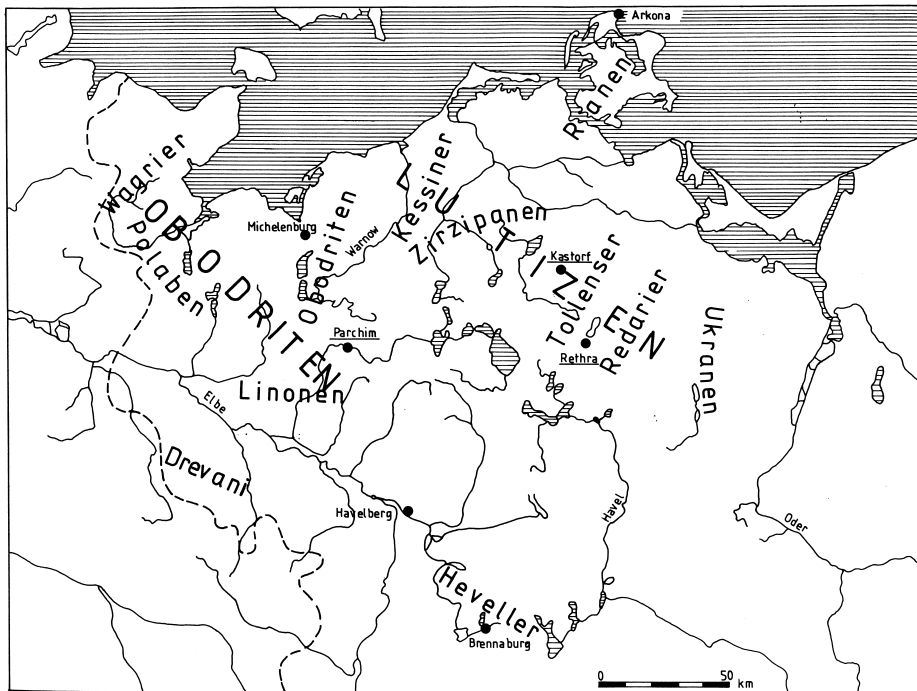 Arkona
Ranen
Wagrier
OBODRITEN
Polaben
Michelenburg
Obodriten
Warnow
Kessiner
LUTIZEN
Zirzipanen
Kastorf
Tollenser
Rethra
Redarier
Ukranen
Parchim
Linonen
Elbe
Drevani
Havelberg
Havel
Oder
Heveller
Brennaburg
0 50
km